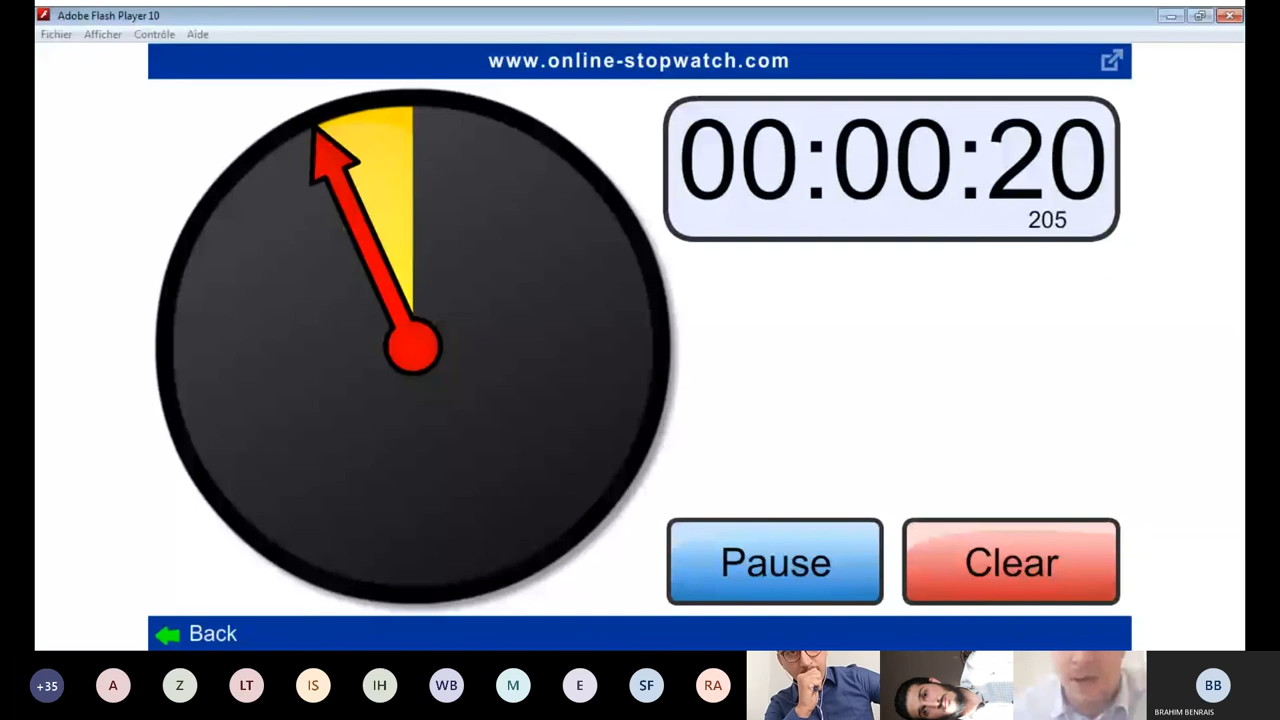 Adobe Flash Player 10
Fichier Afficher Contrôle Aide
www.online-stopwatch.com
00:00:20
205
Pause Clear
Back
+35 A Z LT IS IH WB M E SF RA BB
BRAHIM BENRAIS